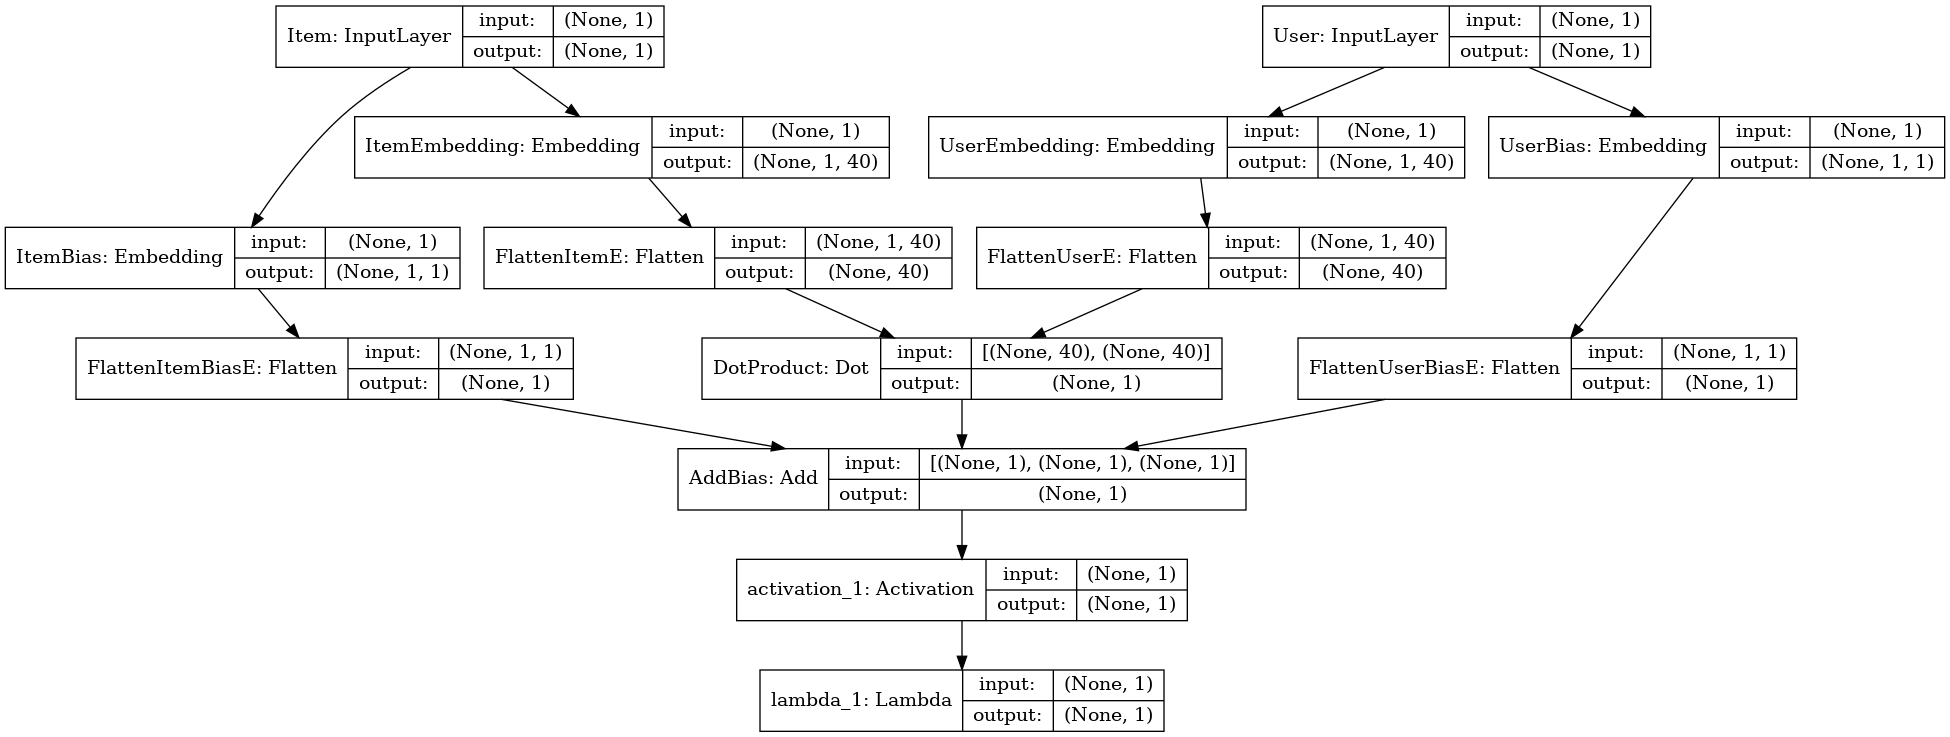 Item: InputLayer
input: (None, 1)
output: (None, 1)
User: InputLayer
input: (None, 1)
output: (None, 1)
ItemEmbedding: Embedding
input: (None, 1)
output: (None, 1, 40)
UserEmbedding: Embedding
input: (None, 1)
output: (None, 1, 40)
UserBias: Embedding
input: (None, 1)
output: (None, 1, 1)
ItemBias: Embedding
input: (None, 1)
output: (None, 1, 1)
FlattenItemE: Flatten
input: (None, 1, 40)
output: (None, 40)
FlattenUserE: Flatten
input: (None, 1, 40)
output: (None, 40)
FlattenItemBiasE: Flatten
input: (None, 1, 1)
output: (None, 1)
DotProduct: Dot
input: [(None, 40), (None, 40)]
output: (None, 1)
FlattenUserBiasE: Flatten
input: (None, 1, 1)
output: (None, 1)
AddBias: Add
input: [(None, 1), (None, 1), (None, 1)]
output: (None, 1)
activation_1: Activation
input: (None, 1)
output: (None, 1)
lambda_1: Lambda
input: (None, 1)
output: (None, 1)